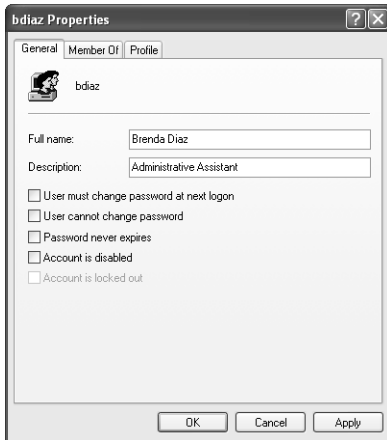 bdiaz Properties
General Member Of Profile
bdiaz
Full name: Brenda Diaz
Description: Administrative Assistant
User must change password at next logon
User cannot change password
Password never expires
Account is disabled
Account is locked out
OK Cancel Apply